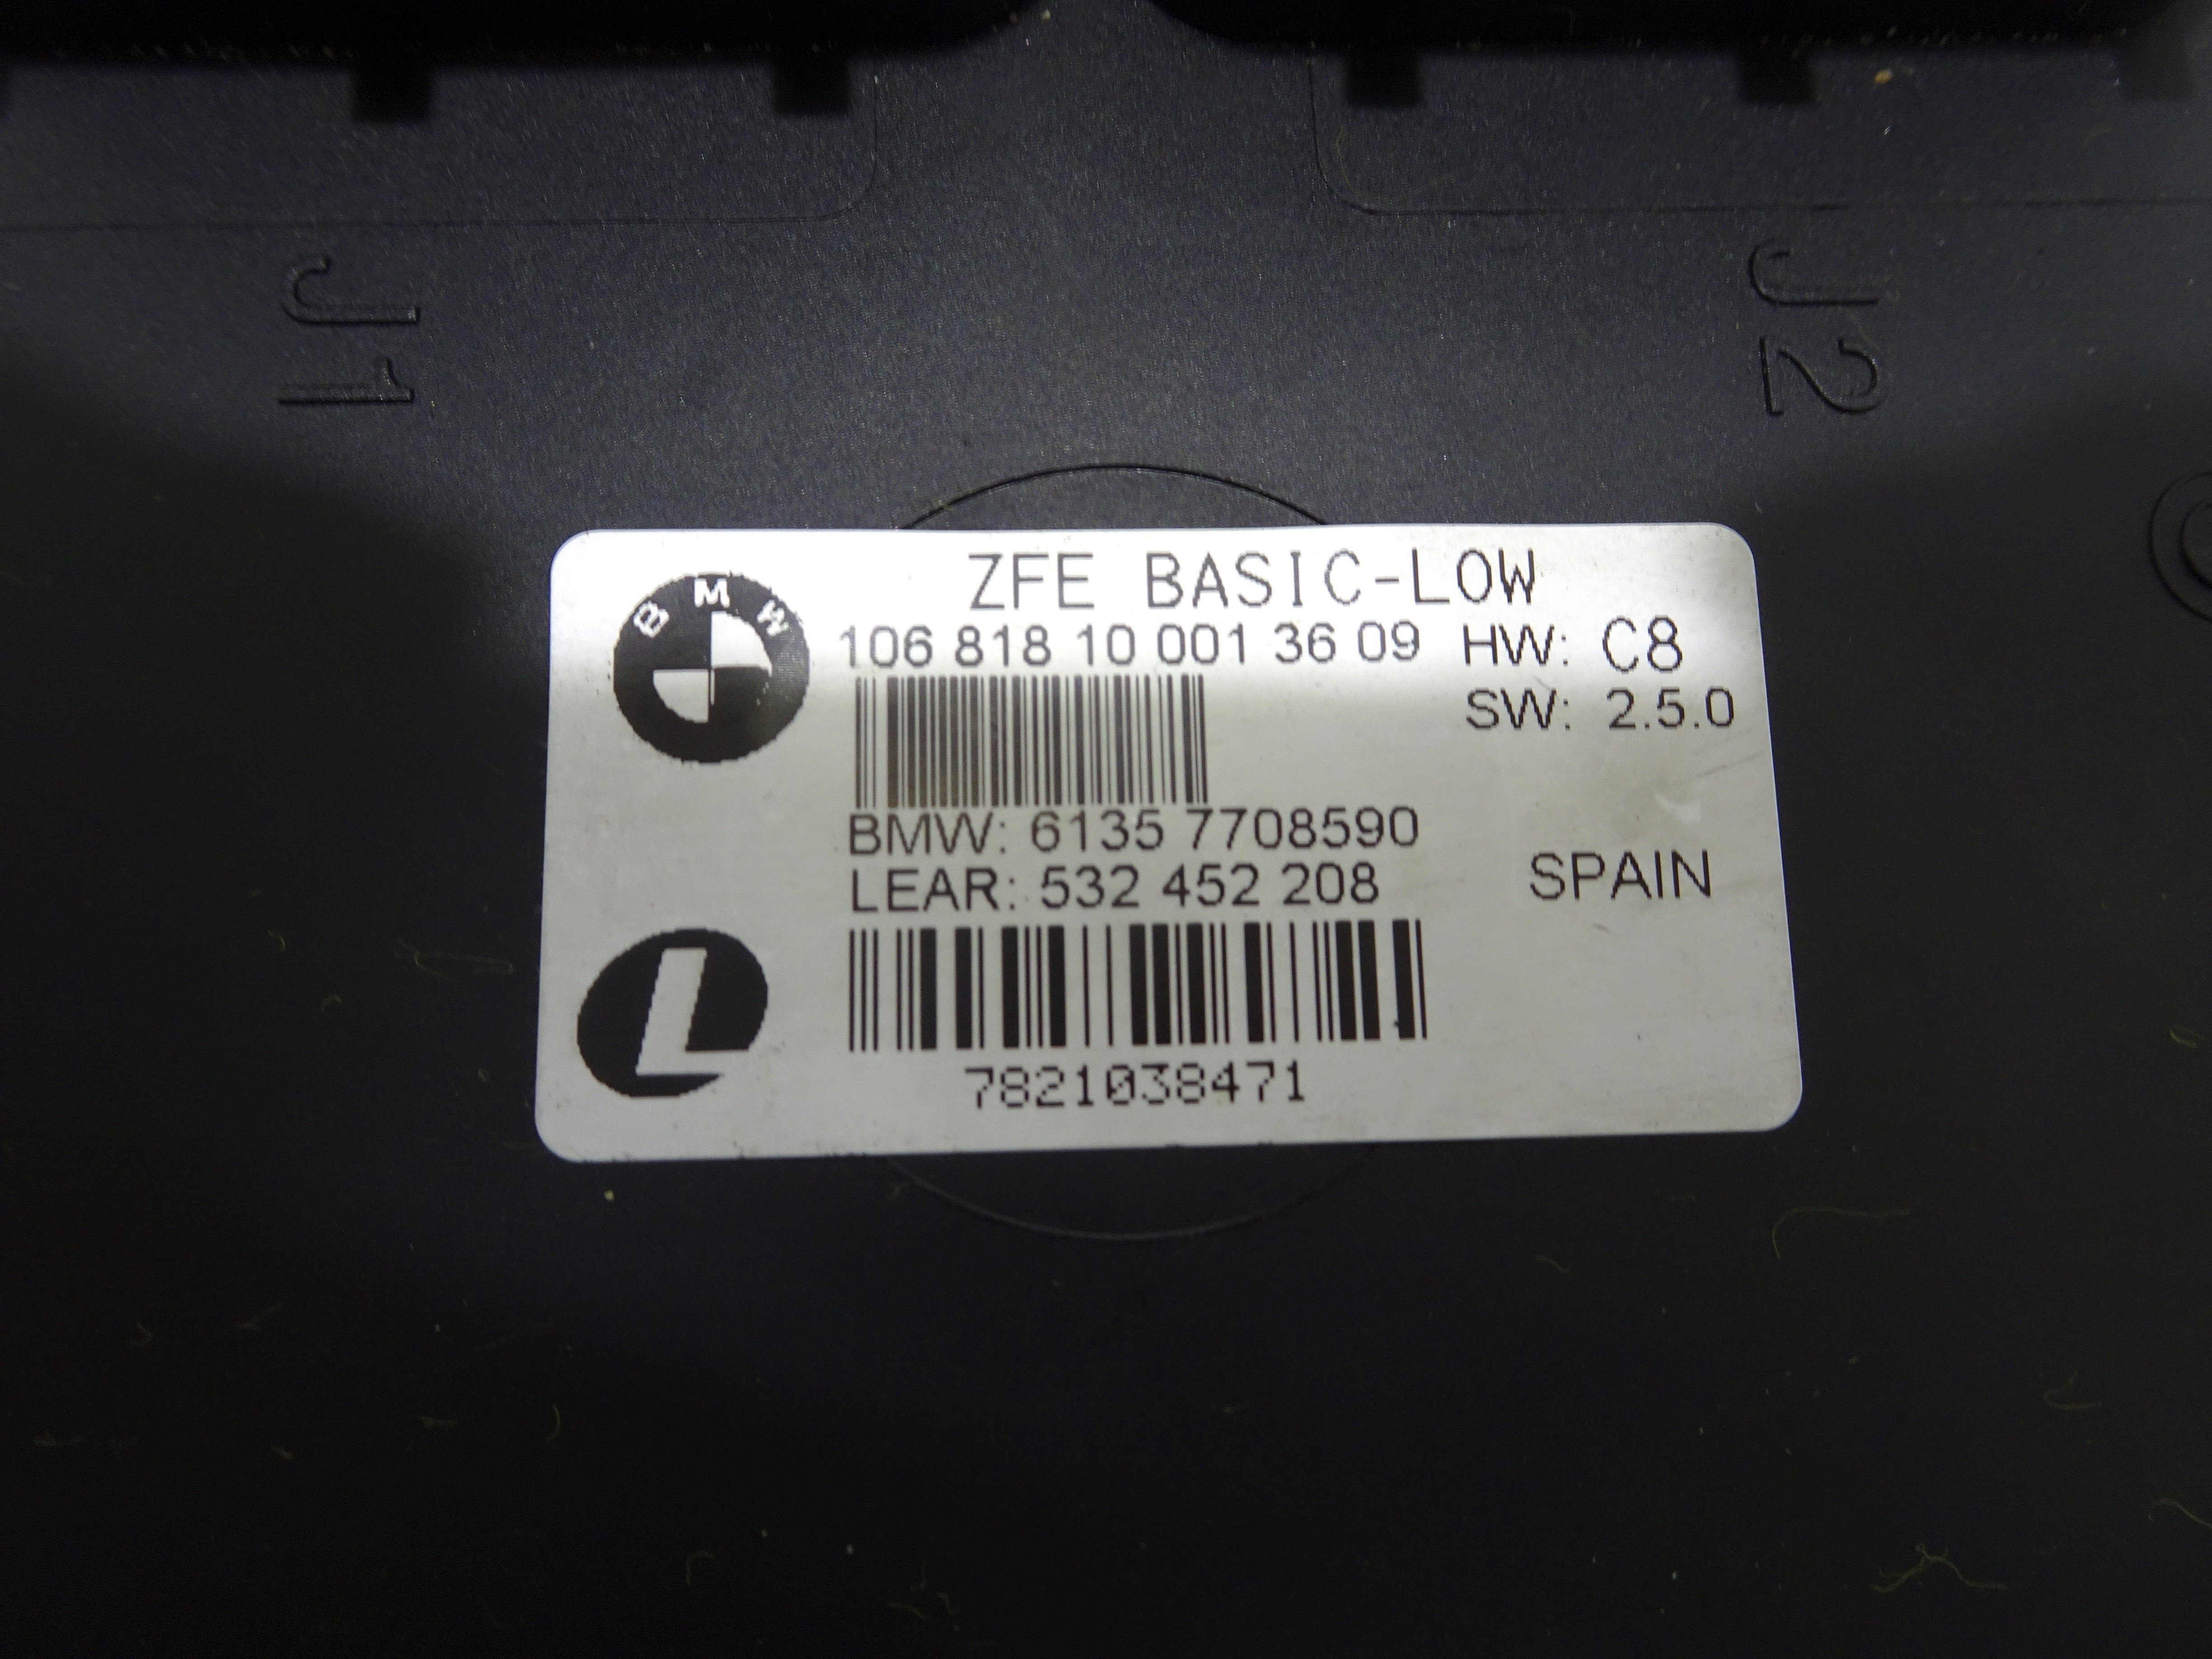 J1
J2
ZFE BASIC-LOW
BMW
106 818 10 001 36 09 HW: C8
SW: 2.5.0
BMW: 6135 7708590
LEAR: 532 452 208
SPAIN
L
7821038471